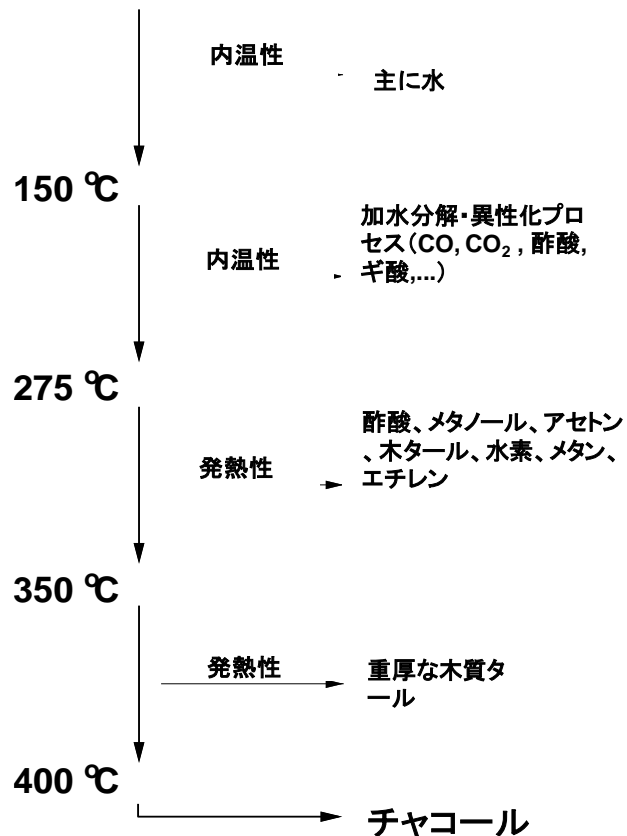 内温性
主に水
150 ℃
加水分解・異性化プロ
セス(CO, CO₂ , 酢酸,
ギ酸,...)
内温性
275 ℃
酢酸、メタノール、アセトン
、木タール、水素、メタン、
エチレン
発熱性
350 ℃
発熱性
重厚な木質タ
ール
400 ℃
チャコール